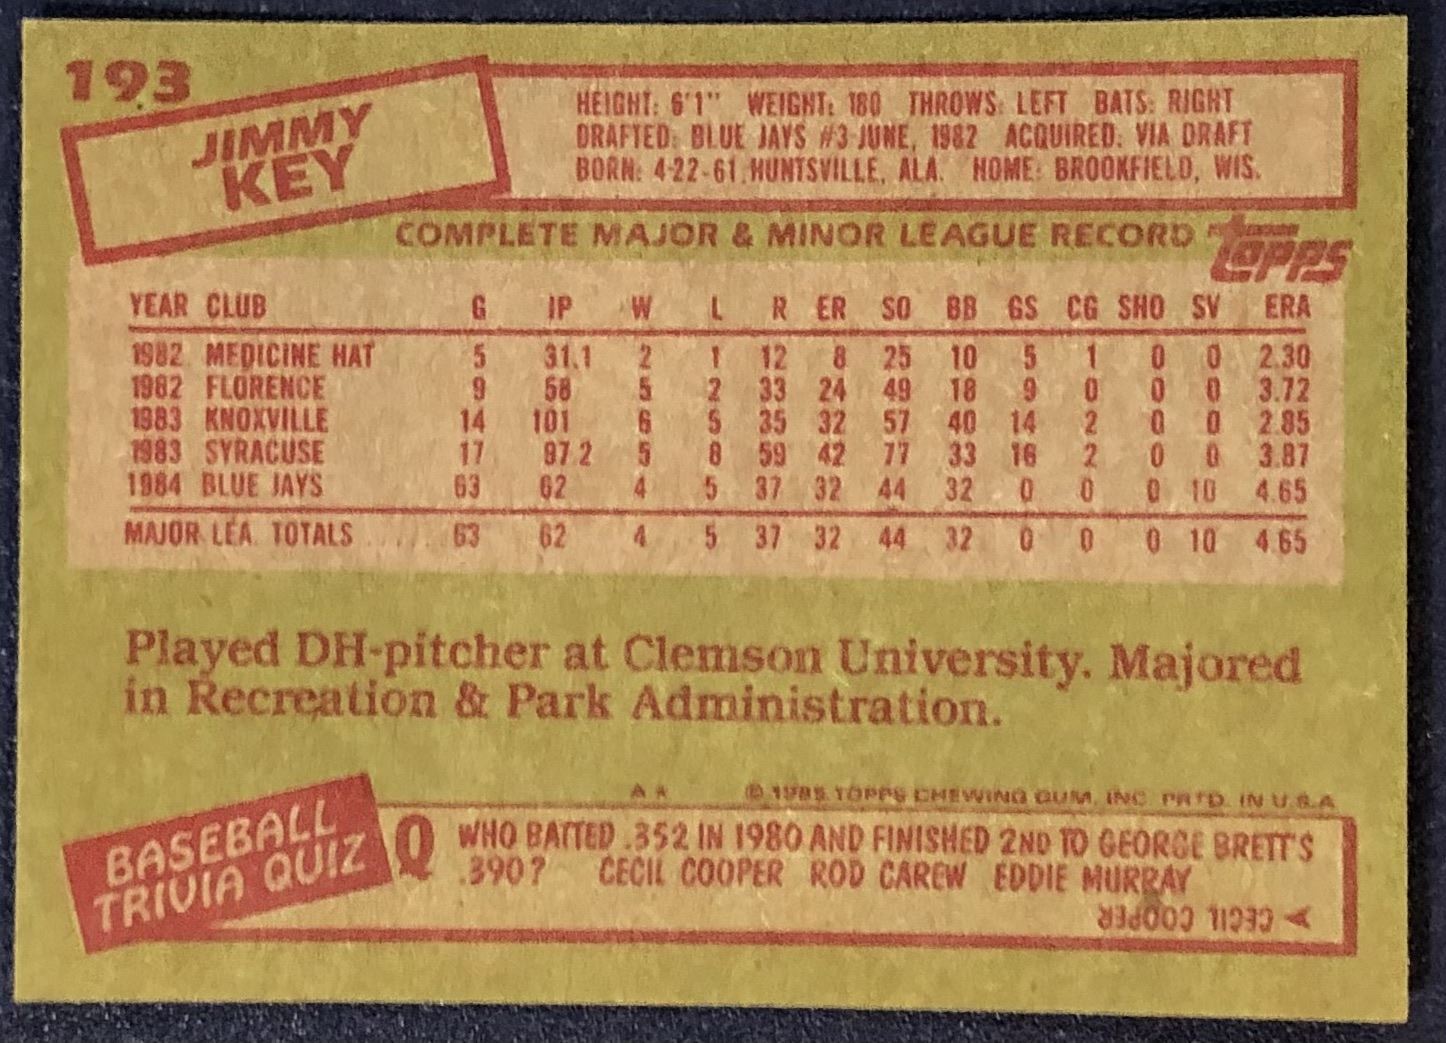 193
JIMMY
KEY
HEIGHT: 6'1" WEIGHT: 180 THROWS: LEFT BATS: RIGHT
DRAFTED: BLUE JAYS #3-JUNE, 1982 ACQUIRED: VIA DRAFT
BORN: 4-22-61, HUNTSVILLE, ALA. HOME: BROOKFIELD, WIS.
COMPLETE MAJOR & MINOR LEAGUE RECORD
topps
YEAR CLUB G IP W L R ER SO BB GS CG SHO SV ERA
1982 MEDICINE HAT 5 31.1 2 1 12 8 25 10 5 1 0 0 2.30
1982 FLORENCE 9 58 5 2 33 24 49 18 9 0 0 0 3.72
1983 KNOXVILLE 14 101 6 5 35 32 57 40 14 2 0 0 2.85
1983 SYRACUSE 17 97.2 5 8 59 42 77 33 16 2 0 0 3.87
1984 BLUE JAYS 63 62 4 5 37 32 44 32 0 0 0 10 4.65
MAJOR LEA. TOTALS ..... 63 62 4 5 37 32 44 32 0 0 0 10 4.65
Played DH-pitcher at Clemson University. Majored
in Recreation & Park Administration.
© 1985 TOPPS CHEWING GUM, INC. PRTD. IN U.S.A.
BASEBALL
TRIVIA QUIZ
Q WHO BATTED .352 IN 1980 AND FINISHED 2ND TO GEORGE BRETT'S
.390? CECIL COOPER ROD CAREW EDDIE MURRAY
A CECIL COOPER